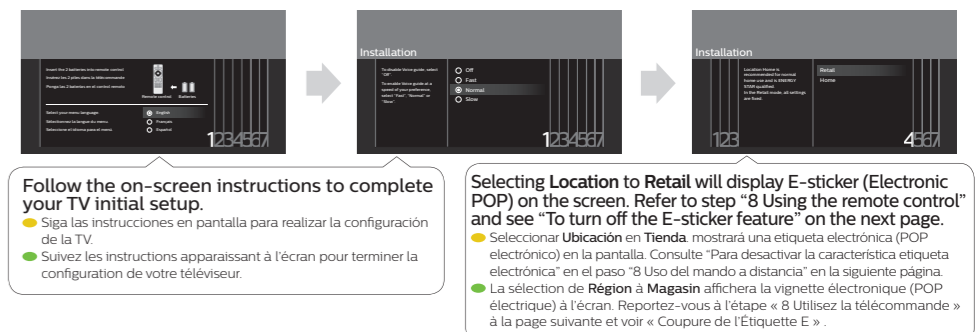 Insert the 2 batteries into remote control
Insérez les 2 piles dans la télécommande
Ponga las 2 baterías en el control remoto
Remote control Batteries
Select your menu language.
Sélectionnez la langue du menu.
Seleccione el idioma para el menú.
English
Français
Español
1234567
Installation
To disable Voice guide, select
"Off".
To enable Voice guide at a
speed of your preference,
select "Fast", "Normal" or
"Slow"
Off
Fast
Normal
Slow
1234567
Installation
Location Home is
recommended for normal
home use and is ENERGY
STAR qualified.
In the Retail mode, all settings
are fixed.
Retail
Home
123
4567
Follow the on-screen instructions to complete
your TV initial setup.
Siga las instrucciones en pantalla para realizar la configuración
de la TV.
Suivez les instructions apparaissant à l'écran pour terminer la
configuration de votre téléviseur.
Selecting Location to Retail will display E-sticker (Electronic
POP) on the screen. Refer to step “8 Using the remote control”
and see “To turn off the E-sticker feature” on the next page.
Seleccionar Ubicación en Tienda. mostrará una etiqueta electrónica (POP
electrónico) en la pantalla. Consulte “Para desactivar la característica etiqueta
electrónica” en el paso “8 Uso del mando a distancia” en la siguiente página.
La sélection de Région à Magasin affichera la vignette électronique (POP
électrique) à l'écran. Reportez-vous à l'étape « 8 Utilisez la télécommande »
à la page suivante et voir « Coupure de l'Étiquette E » .